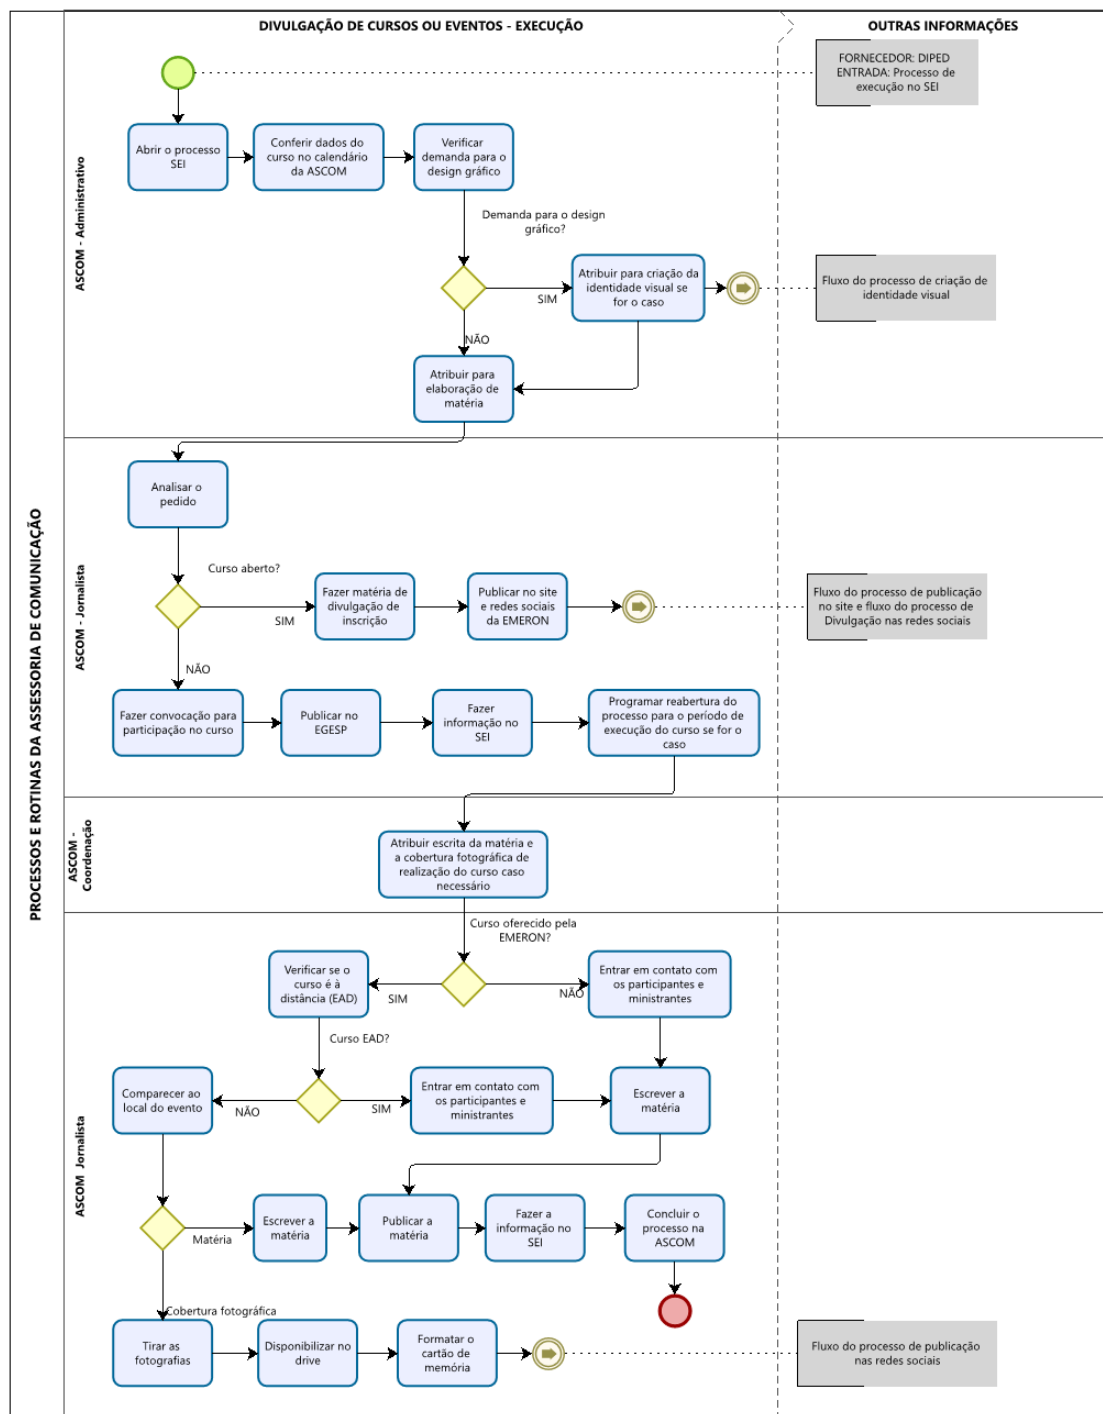 DIVULGAÇÃO DE CURSOS OU EVENTOS - EXECUÇÃO
OUTRAS INFORMAÇÕES
PROCESSOS E ROTINAS DA ASSESSORIA DE COMUNICAÇÃO
ASCOM - Administrativo
FORNECEDOR: DIPED
ENTRADA: Processo de
execução no SEI
Abrir o processo
SEI
Conferir dados do
curso no calendário
da ASCOM
Verificar
demanda para o
design gráfico
Demanda para o design
gráfico?
SIM
Atribuir para criação da
identidade visual se
for o caso
Fluxo do processo de criação de
identidade visual
NÃO
Atribuir para
elaboração de
matéria
ASCOM - Jornalista
Analisar o
pedido
Curso aberto?
SIM
Fazer matéria de
divulgação de
inscrição
Publicar no site
e redes sociais
da EMERON
Fluxo do processo de publicação
no site e fluxo do processo de
Divulgação nas redes sociais
NÃO
Fazer convocação para
participação no curso
Publicar no
EGESP
Fazer
informação no
SEI
Programar reabertura do
processo para o período de
execução do curso se for o
caso
ASCOM -
Coordenação
Atribuir escrita da matéria e
a cobertura fotográfica de
realização do curso caso
necessário
ASCOM Jornalista
Curso oferecido pela
EMERON?
Verificar se o
curso é à
distância (EAD)
SIM
NÃO
Entrar em contato com
os participantes e
ministrantes
Curso EAD?
Comparecer ao
local do evento
NÃO
SIM
Entrar em contato com
os participantes e
ministrantes
Escrever a
matéria
Matéria
Escrever a
matéria
Publicar a
matéria
Fazer a
informação no
SEI
Concluir o
processo na
ASCOM
Cobertura fotográfica
Tirar as
fotografias
Disponibilizar no
drive
Formatar o
cartão de
memória
Fluxo do processo de publicação
nas redes sociais